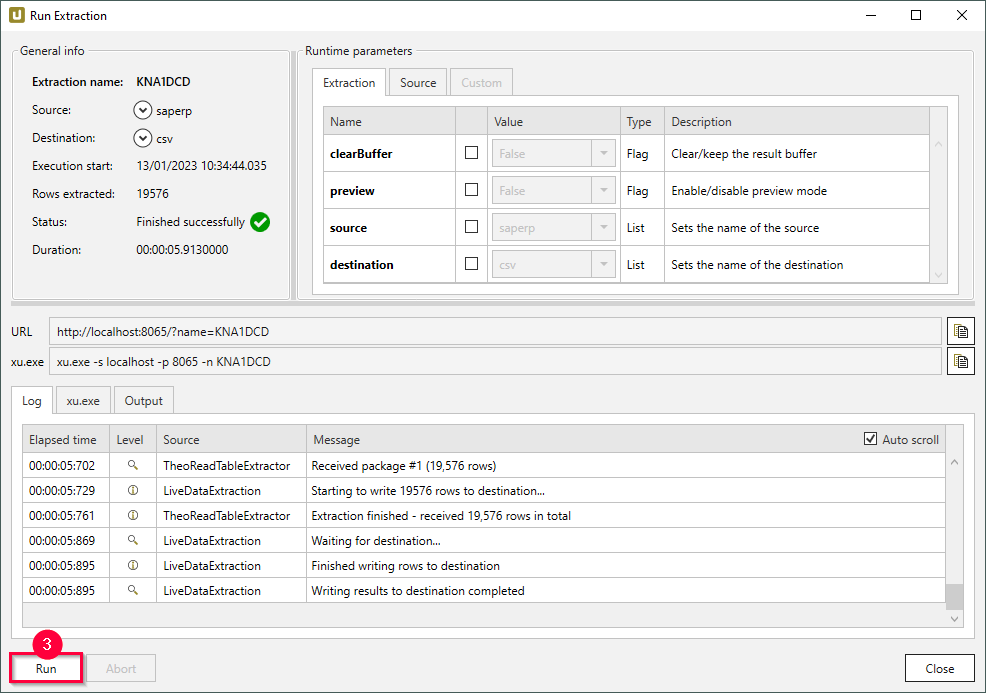 Run Extraction
General info
Extraction name: KNA1DCD
Source: saperp
Destination: csv
Execution start: 13/01/2023 10:34:44.035
Rows extracted: 19576
Status: Finished successfully
Duration: 00:00:05.9130000
Runtime parameters
Extraction Source Custom
Name Value Type Description
clearBuffer False Flag Clear/keep the result buffer
preview False Flag Enable/disable preview mode
source saperp List Sets the name of the source
destination csv List Sets the name of the destination
URL http://localhost:8065/?name=KNA1DCD
xu.exe xu.exe -s localhost -p 8065 -n KNA1DCD
Log xu.exe Output
Elapsed time Level Source Message Auto scroll
00:00:05:702 TheoReadTableExtractor Received package #1 (19,576 rows)
00:00:05:729 LiveDataExtraction Starting to write 19576 rows to destination...
00:00:05:761 TheoReadTableExtractor Extraction finished - received 19,576 rows in total
00:00:05:869 LiveDataExtraction Waiting for destination...
00:00:05:895 LiveDataExtraction Finished writing rows to destination
00:00:05:895 LiveDataExtraction Writing results to destination completed
3
Run Abort Close